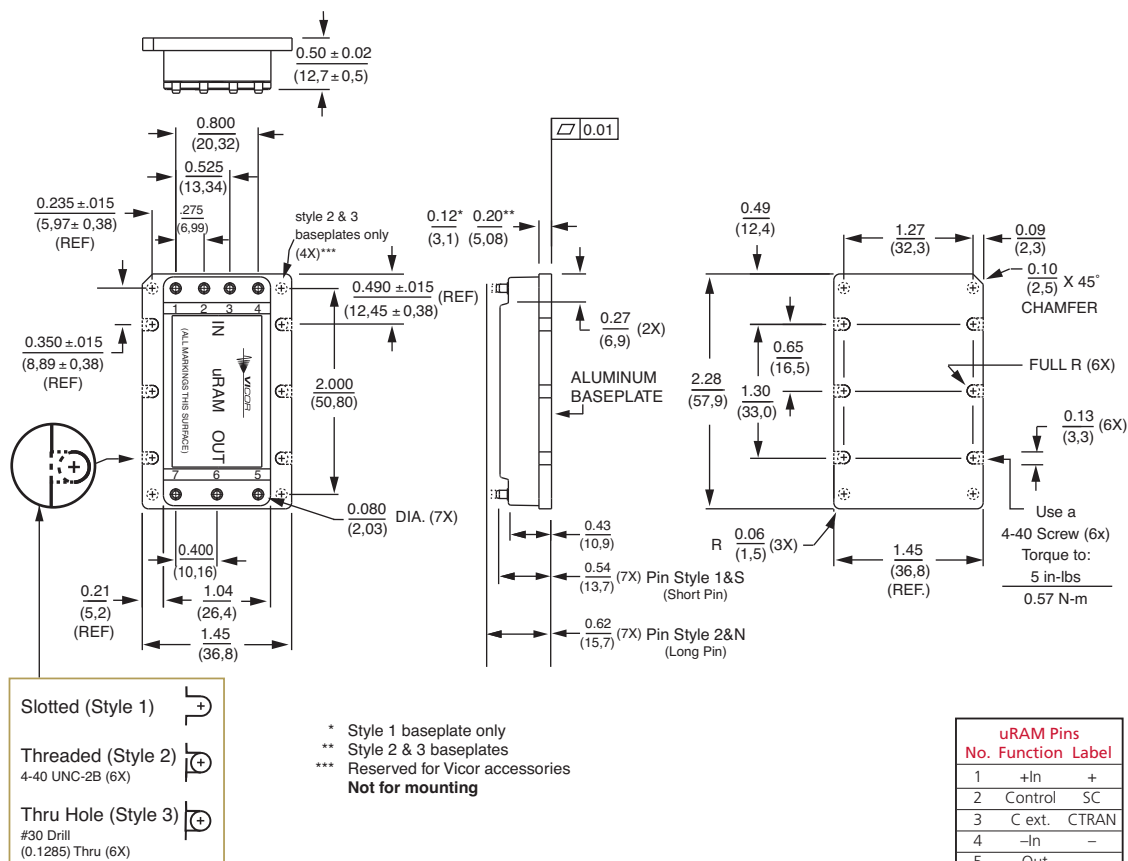 0.50 ± 0.02
(12,7 ± 0,5)
0.800
(20,32)
0.01
0.525
(13,34)
0.235 ±.015
(5,97± 0,38)
(REF)
.275
(6,99)
style 2 & 3
baseplates only
(4X)***
0.12* 0.20**
(3,1) (5,08)
0.49
(12,4)
1.27
(32,3)
0.09
(2,3)
0.10
(2,5) X 45˚
CHAMFER
0.490 ±.015 (REF)
(12,45 ± 0,38)
1 2 3 4
0.27 (2X)
(6,9)
0.350 ±.015
(8,89 ± 0,38)
(REF)
IN uRAM OUT
(ALL MARKINGS THIS SURFACE)
VICOR
2.000
(50,80)
ALUMINUM
BASEPLATE
0.65
(16,5)
2.28
(57,9)
1.30
(33,0)
FULL R (6X)
0.13 (6X)
(3,3)
7 6 5
0.080 DIA. (7X)
(2,03)
Use a
4-40 Screw (6x)
Torque to:
5 in-lbs
0.57 N-m
0.400
(10,16)
0.43
(10,9)
R 0.06 (3X)
(1,5)
1.45
(36,8)
(REF.)
0.54 (7X) Pin Style 1&S
(13,7) (Short Pin)
0.21
(5,2)
(REF)
1.04
(26,4)
1.45
(36,8)
0.62 (7X) Pin Style 2&N
(15,7) (Long Pin)
Slotted (Style 1)
Threaded (Style 2)
4-40 UNC-2B (6X)
Thru Hole (Style 3)
#30 Drill
(0.1285) Thru (6X)
* Style 1 baseplate only
** Style 2 & 3 baseplates
*** Reserved for Vicor accessories
Not for mounting
uRAM Pins
No. Function Label
1 +In +
2 Control SC
3 C ext. CTRAN
4 –In –